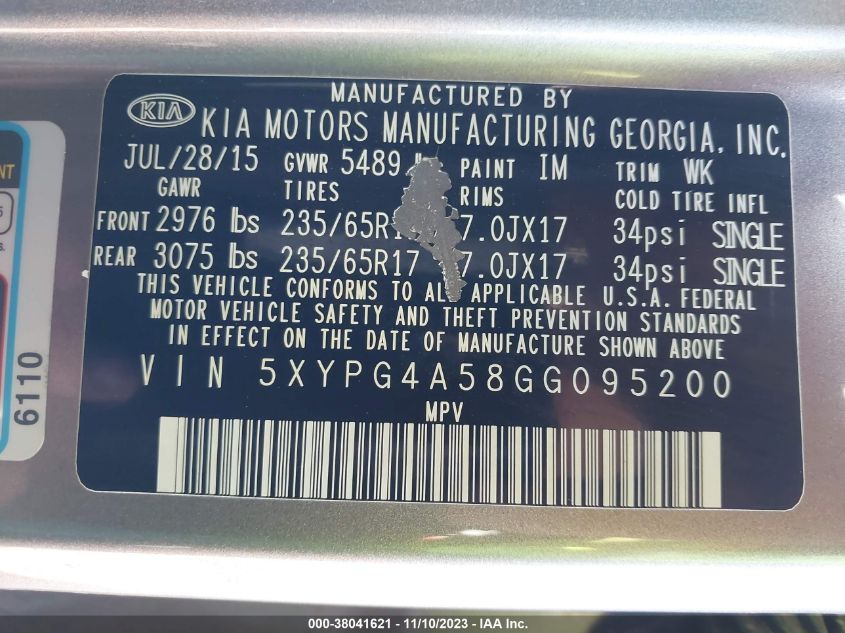 MANUFACTURED BY
KIA KIA MOTORS MANUFACTURING GEORGIA, INC.
JUL/28/15 GVWR 5489 PAINT IM TRIM WK
GAWR TIRES RIMS COLD TIRE INFL
FRONT 2976 lbs 235/65R17 7.0JX17 34psi SINGLE
REAR 3075 lbs 235/65R17 7.0JX17 34psi SINGLE
THIS VEHICLE CONFORMS TO ALL APPLICABLE U.S.A. FEDERAL
MOTOR VEHICLE SAFETY AND THEFT PREVENTION STANDARDS
IN EFFECT ON THE DATE OF MANUFACTURE SHOWN ABOVE
VIN 5XYPG4A58GG095200
MPV
6110
000-38041621 - 11/10/2023 - IAA Inc.